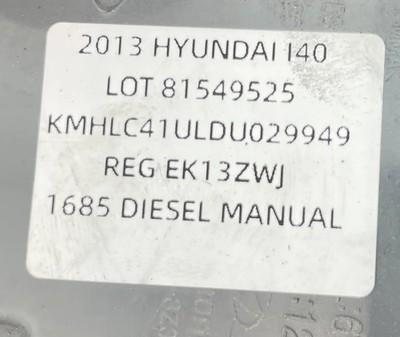 2013 HYUNDAI I40
LOT 81549525
KMHLC41ULDU029949
REG EK13ZWJ
1685 DIESEL MANUAL